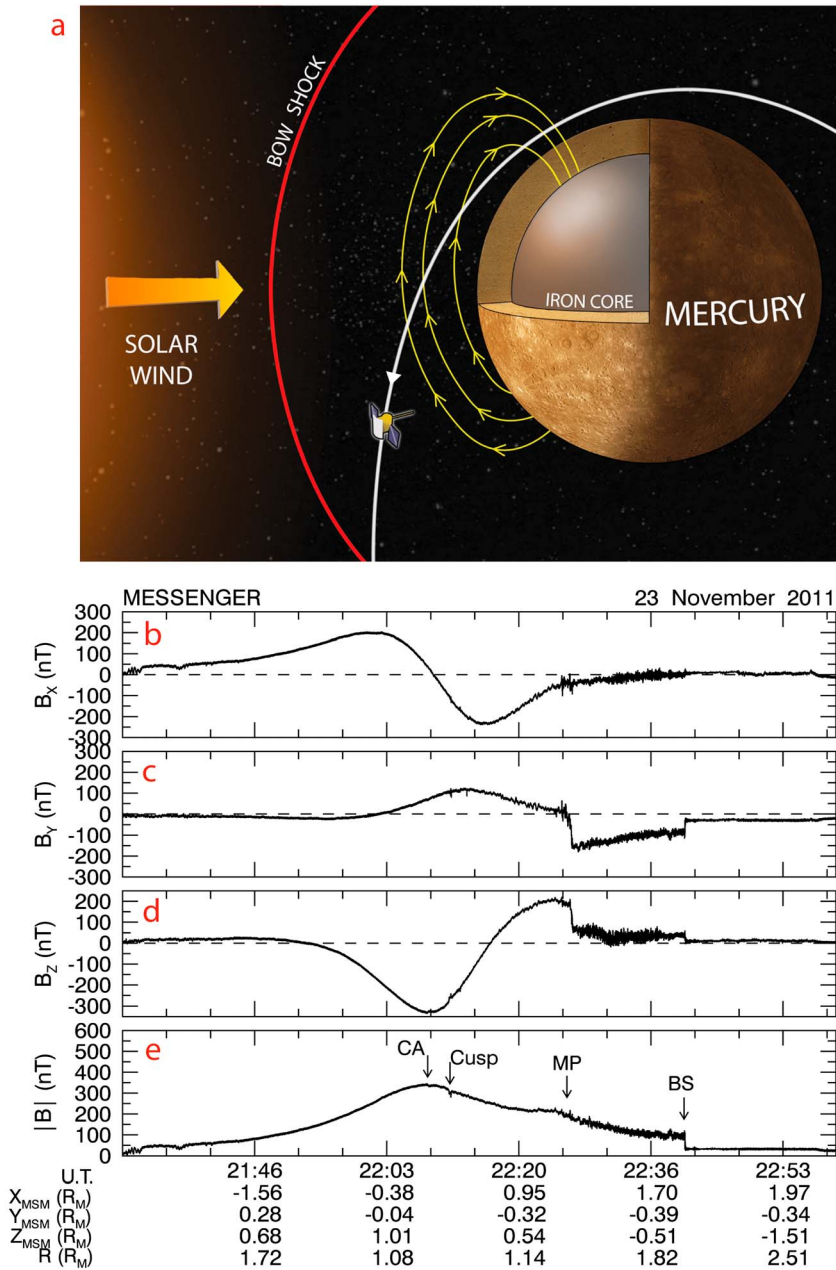 a
BOW SHOCK
SOLAR
WIND
IRON CORE
MERCURY
MESSENGER 23 November 2011
b
B_X (nT)
300
200
100
0
-100
-200
-300
c
B_Y (nT)
300
200
100
0
-100
-200
-300
d
B_Z (nT)
200
100
0
-100
-200
-300
e
|B| (nT)
600
500
400
300
200
100
0
CA
Cusp
MP
BS
U.T. 21:46 22:03 22:20 22:36 22:53
X_MSM (R_M) -1.56 -0.38 0.95 1.70 1.97
Y_MSM (R_M) 0.28 -0.04 -0.32 -0.39 -0.34
Z_MSM (R_M) 0.68 1.01 0.54 -0.51 -1.51
R (R_M) 1.72 1.08 1.14 1.82 2.51